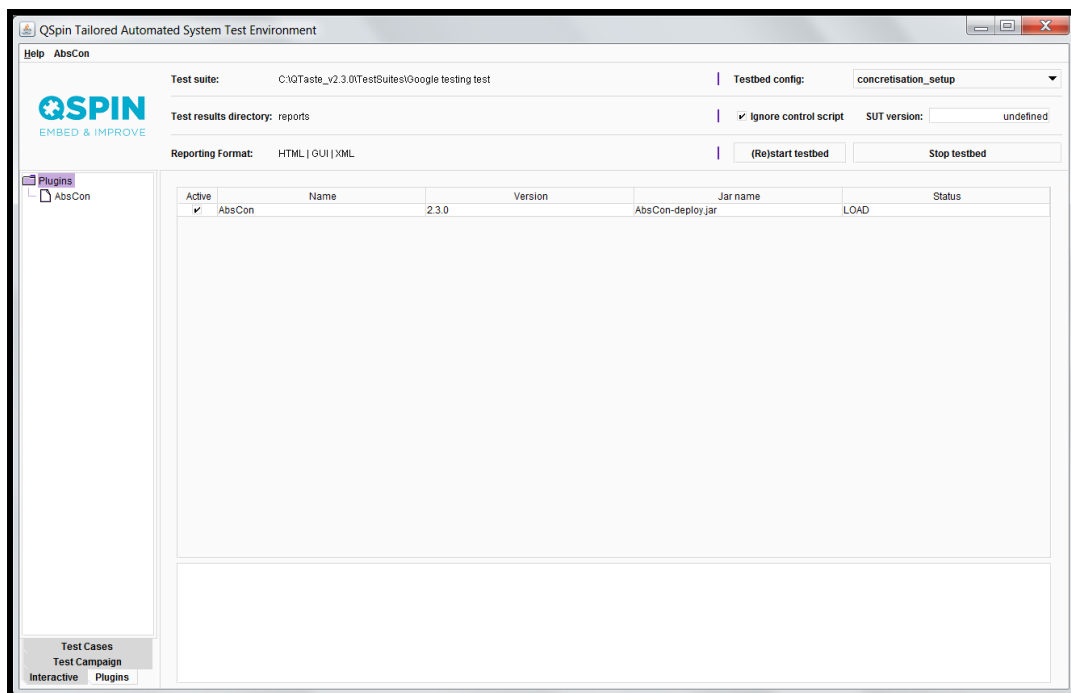 QSpin Tailored Automated System Test Environment
Help AbsCon
QSPIN
EMBED & IMPROVE
Test suite: C:\QTaste_v2.3.0\TestSuites\Google testing test
Testbed config: concretisation_setup
Test results directory: reports
Ignore control script SUT version: undefined
Reporting Format: HTML | GUI | XML
(Re)start testbed Stop testbed
Plugins
AbsCon
Active Name Version Jar name Status
AbsCon 2.3.0 AbsCon-deploy.jar LOAD
Test Cases
Test Campaign
Interactive Plugins